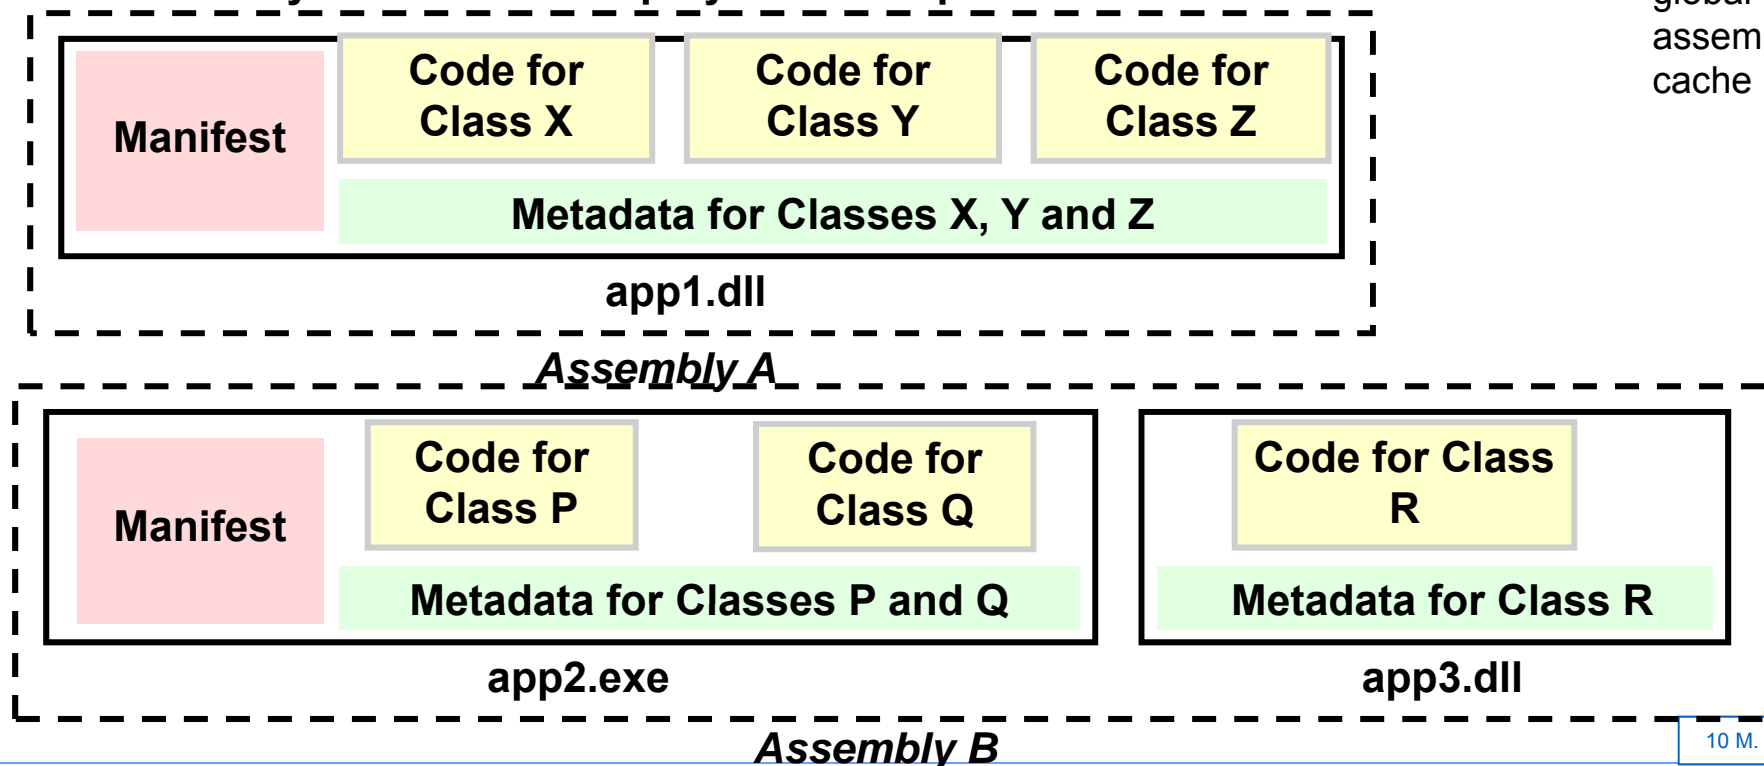 global
assem
cache
Manifest
Code for
Class X
Code for
Class Y
Code for
Class Z
Metadata for Classes X, Y and Z
app1.dll
Assembly A
Manifest
Code for
Class P
Code for
Class Q
Metadata for Classes P and Q
app2.exe
Code for Class
R
Metadata for Class R
app3.dll
Assembly B
10 M.